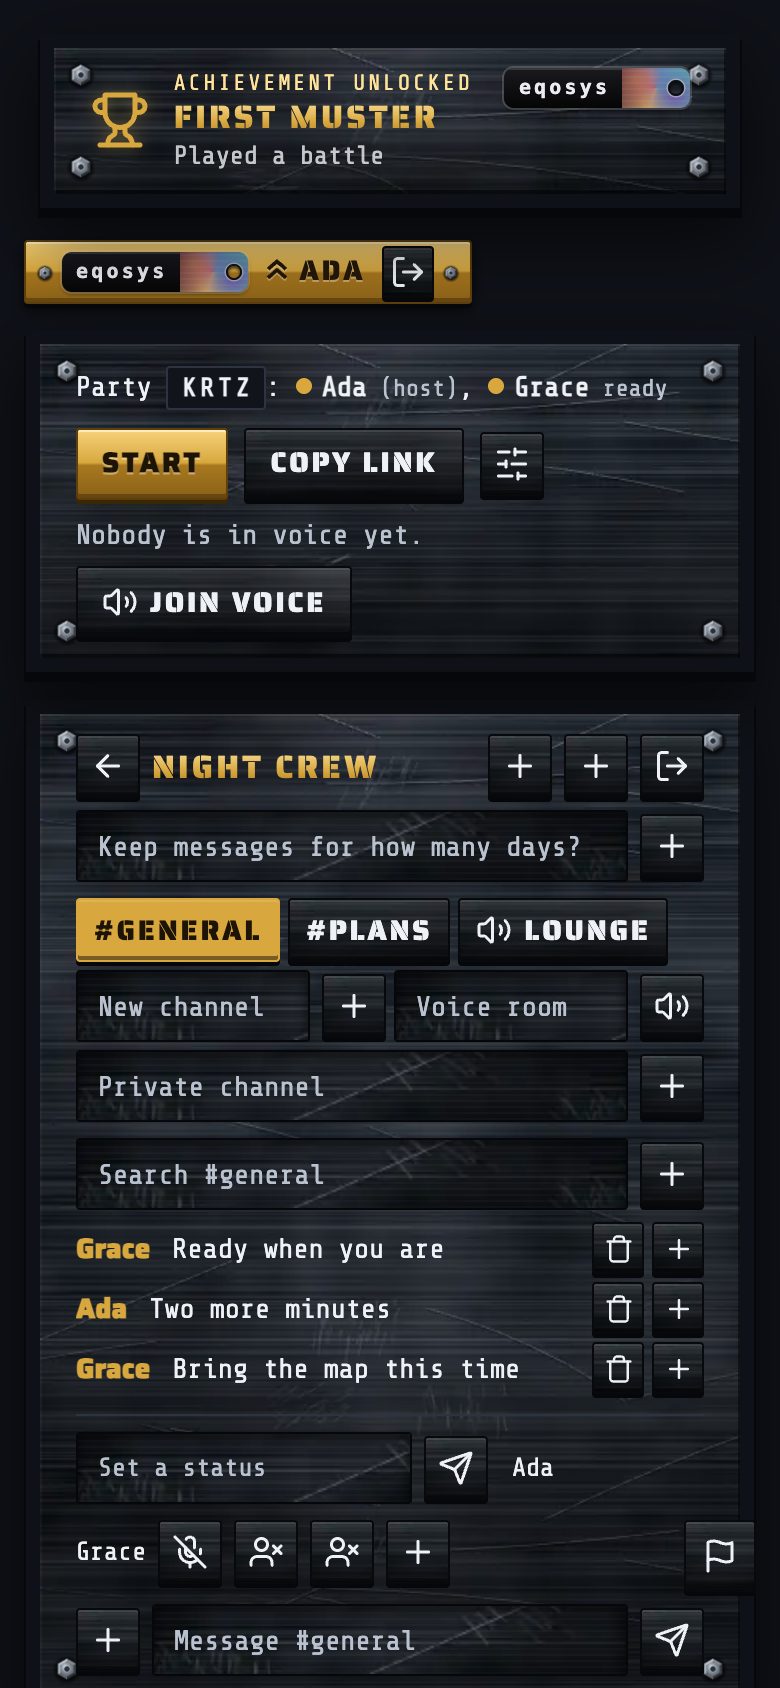 ACHIEVEMENT UNLOCKED
eqosys
FIRST MUSTER
Played a battle
eqosys ADA
Party KRTZ: Ada (host), Grace ready
START COPY LINK
Nobody is in voice yet.
JOIN VOICE
NIGHT CREW
Keep messages for how many days?
#GENERAL #PLANS LOUNGE
New channel Voice room
Private channel
Search #general
Grace Ready when you are
Ada Two more minutes
Grace Bring the map this time
Set a status Ada
Grace
Message #general